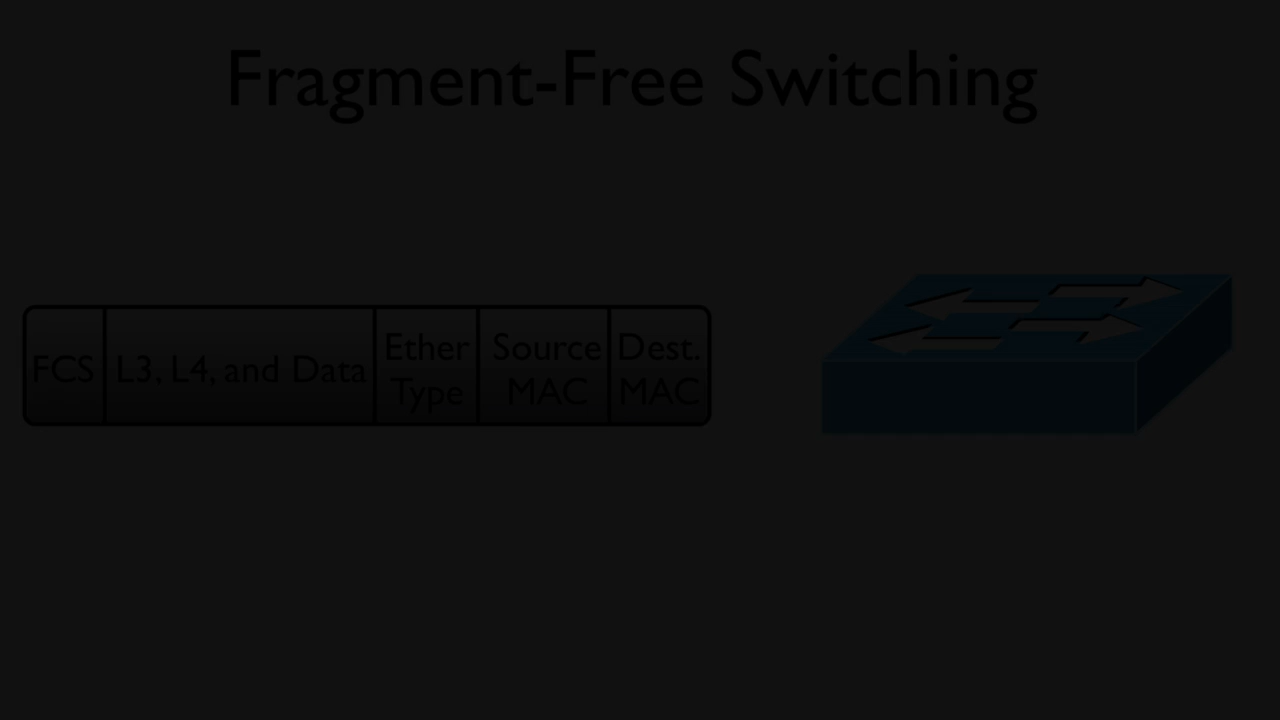 Fragment-Free Switching
FCS
L3, L4, and Data
Ether
Type
Source
MAC
Dest.
MAC